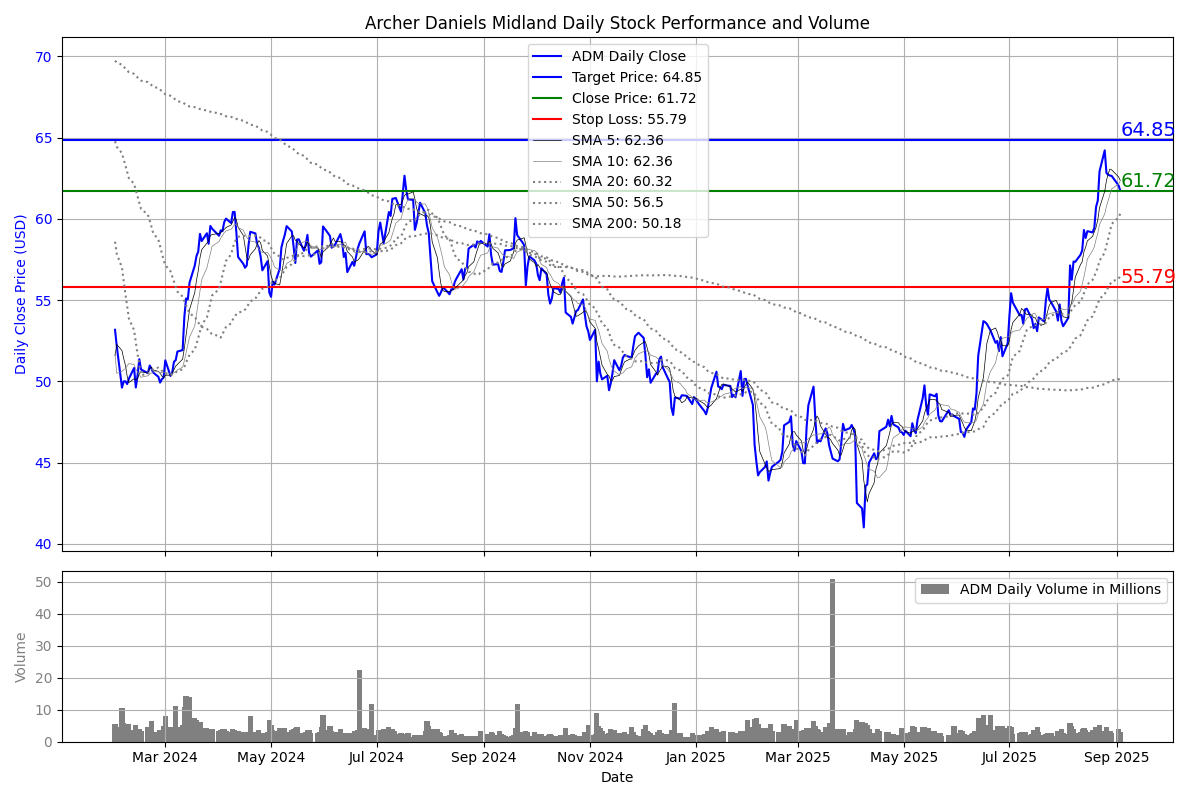 Archer Daniels Midland Daily Stock Performance and Volume
70
65
60
55
50
45
40
Daily Close Price (USD)
ADM Daily Close
Target Price: 64.85
Close Price: 61.72
Stop Loss: 55.79
SMA 5: 62.36
SMA 10: 62.36
SMA 20: 60.32
SMA 50: 56.5
SMA 200: 50.18
64.85
61.72
55.79
50
40
30
20
10
0
Volume
ADM Daily Volume in Millions
Mar 2024
May 2024
Jul 2024
Sep 2024
Nov 2024
Jan 2025
Mar 2025
May 2025
Jul 2025
Sep 2025
Date